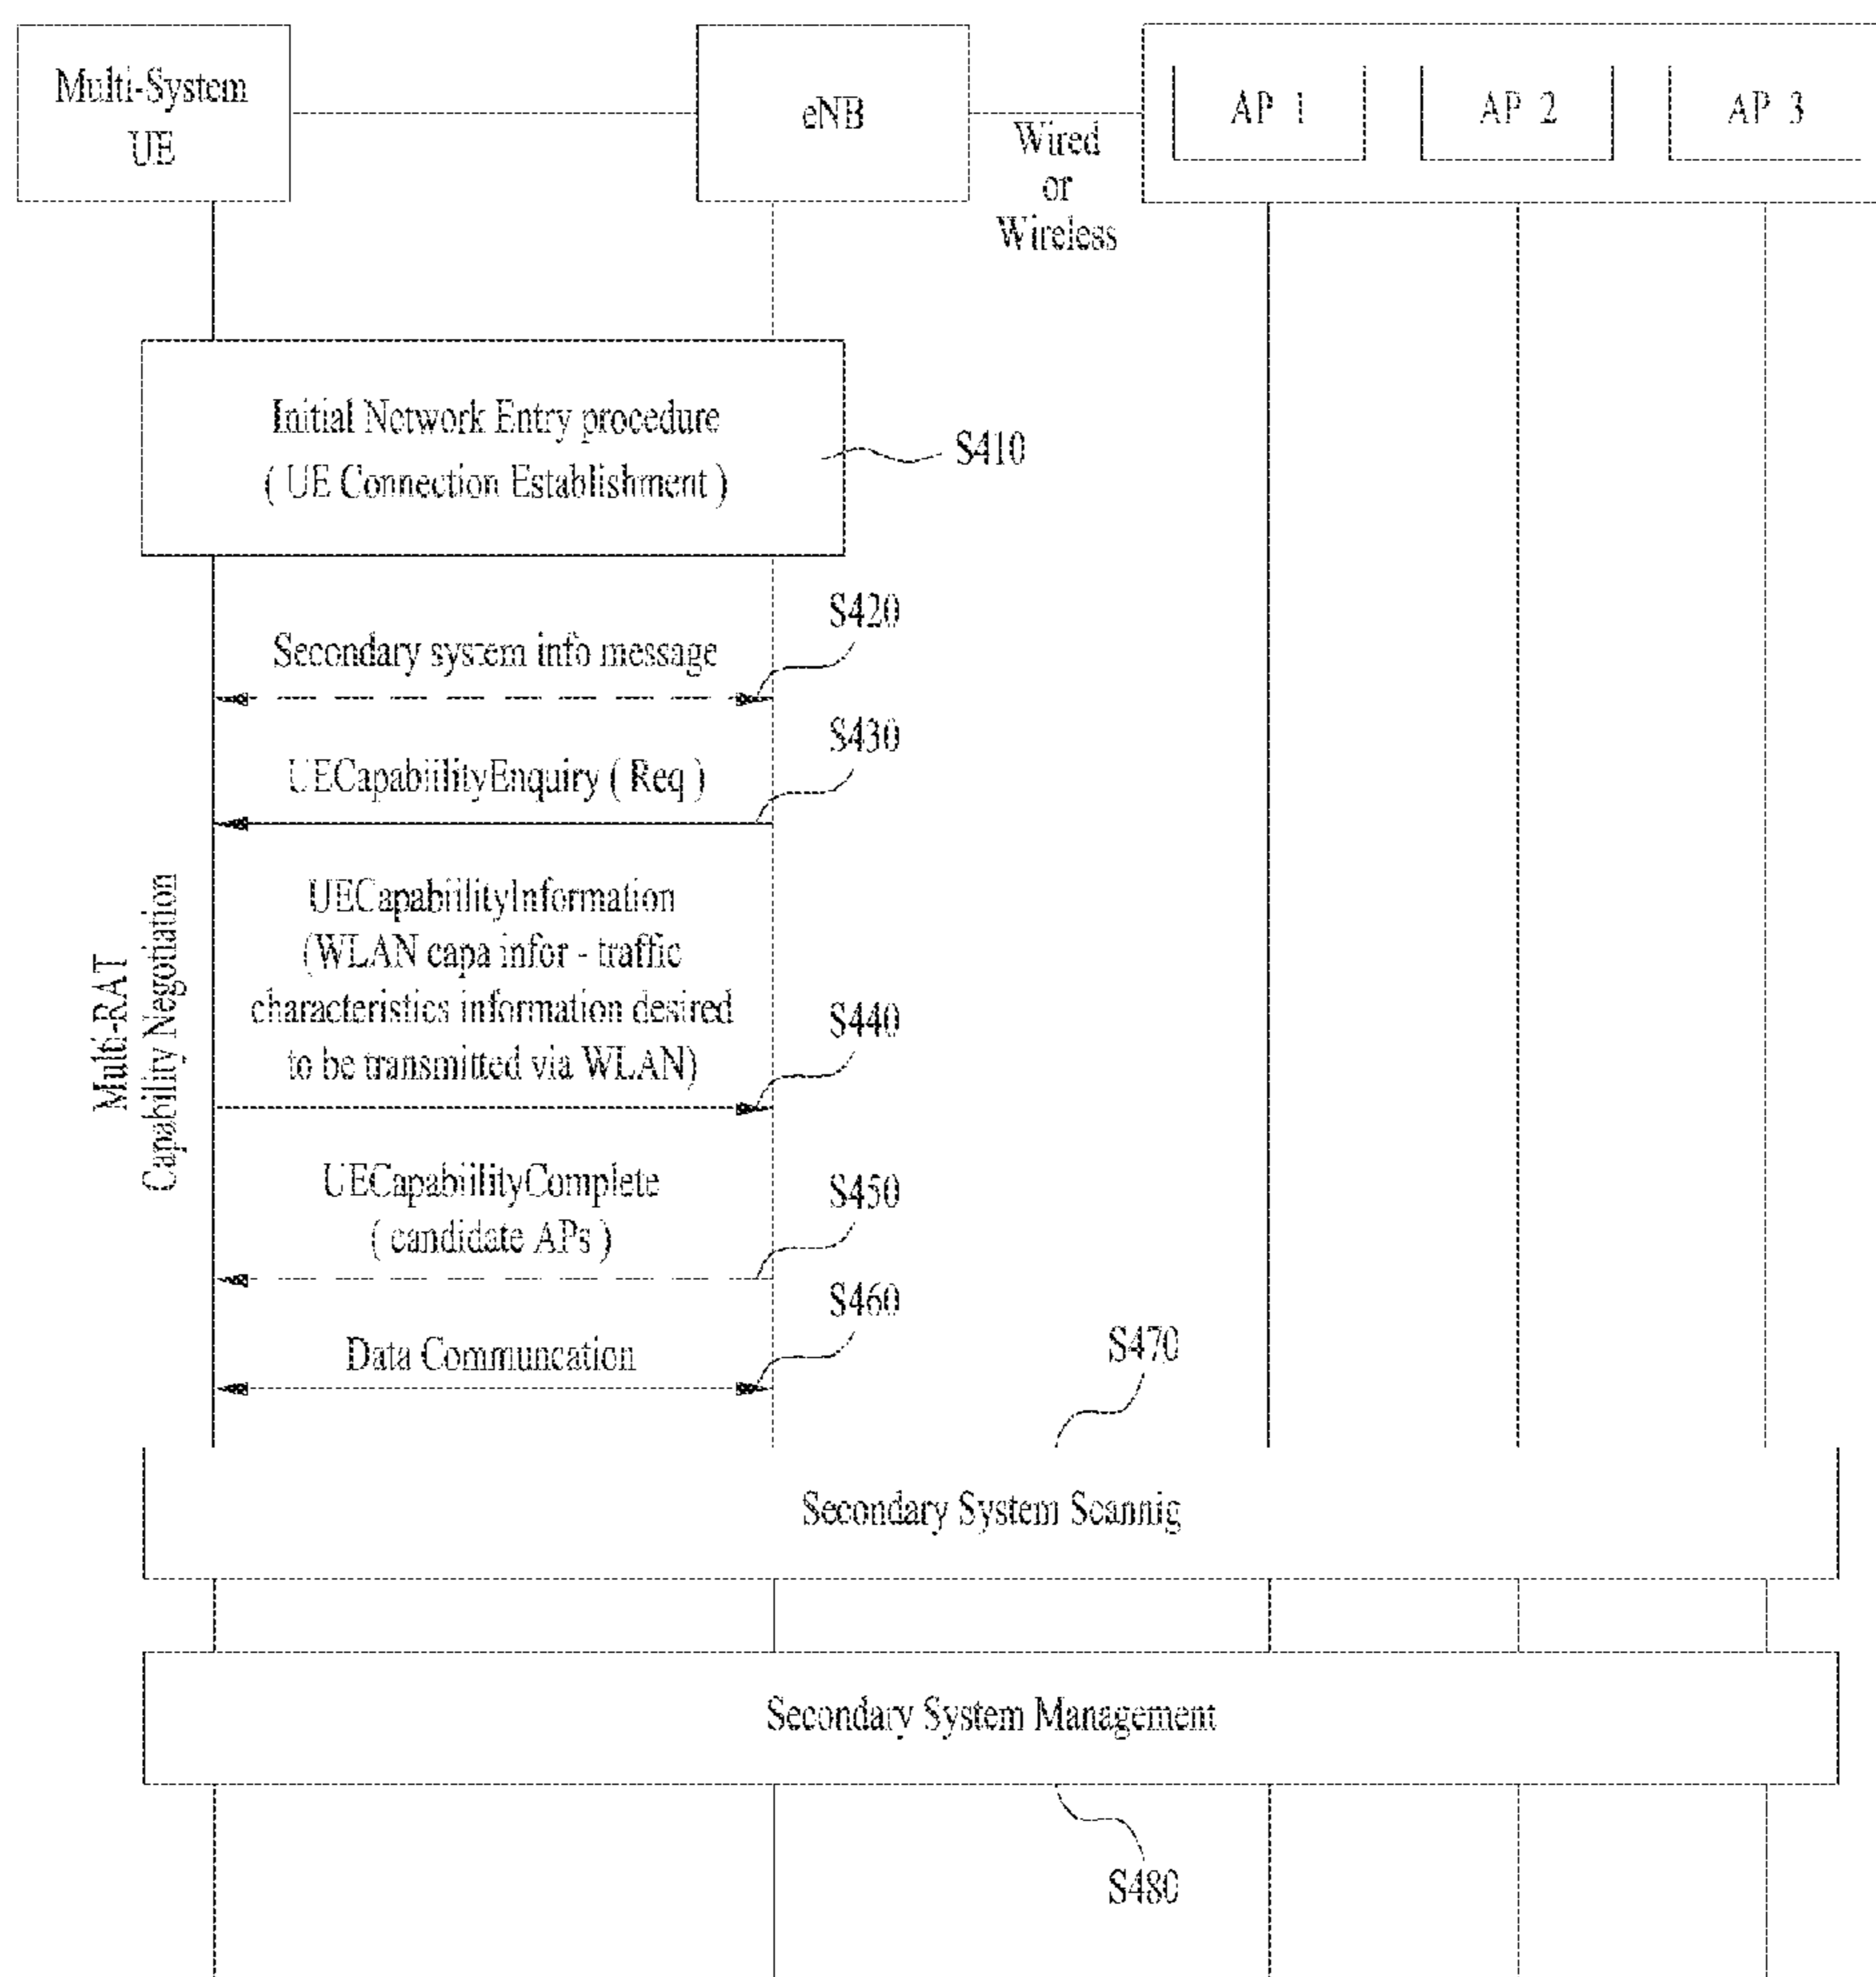 Multi-System
UE
eNB
Wired
or
Wireless
AP 1
AP 2
AP 3
Initial Network Entry procedure
( UE Connection Establishment )
S410
S420
Secondary system info message
S430
UECapabiilityEnquiry ( Req )
Multi-RAT
Capability Negotiation
UECapabiilityInformation
(WLAN capa infor - traffic
characteristics information desired
to be transmitted via WLAN)
S440
UECapabiilityComplete
( candidate APs )
S450
S460
Data Communcation
S470
Secondary System Scannig
Secondary System Management
S480